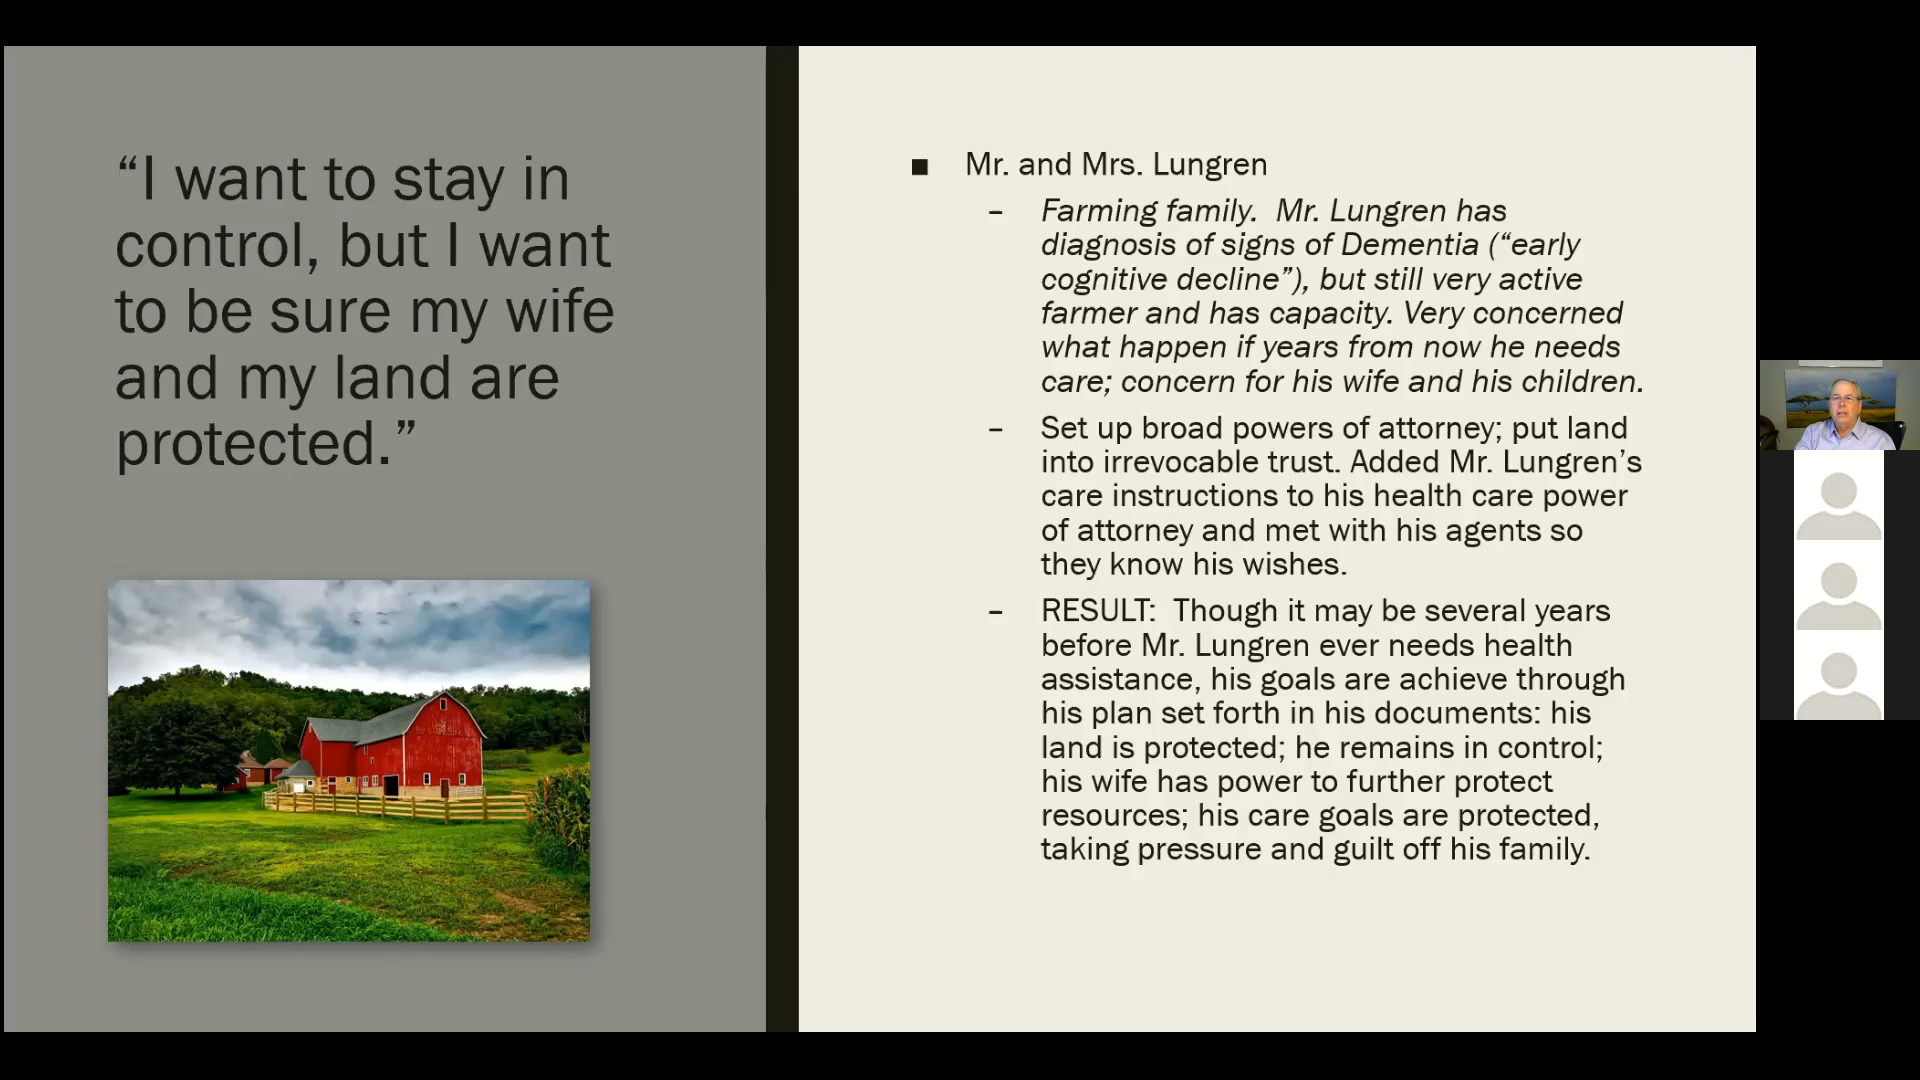 “I want to stay in
control, but I want
to be sure my wife
and my land are
protected.”
■ Mr. and Mrs. Lungren
– Farming family.  Mr. Lungren has
diagnosis of signs of Dementia (“early
cognitive decline”), but still very active
farmer and has capacity. Very concerned
what happen if years from now he needs
care; concern for his wife and his children.
– Set up broad powers of attorney; put land
into irrevocable trust. Added Mr. Lungren’s
care instructions to his health care power
of attorney and met with his agents so
they know his wishes.
– RESULT:  Though it may be several years
before Mr. Lungren ever needs health
assistance, his goals are achieve through
his plan set forth in his documents: his
land is protected; he remains in control;
his wife has power to further protect
resources; his care goals are protected,
taking pressure and guilt off his family.